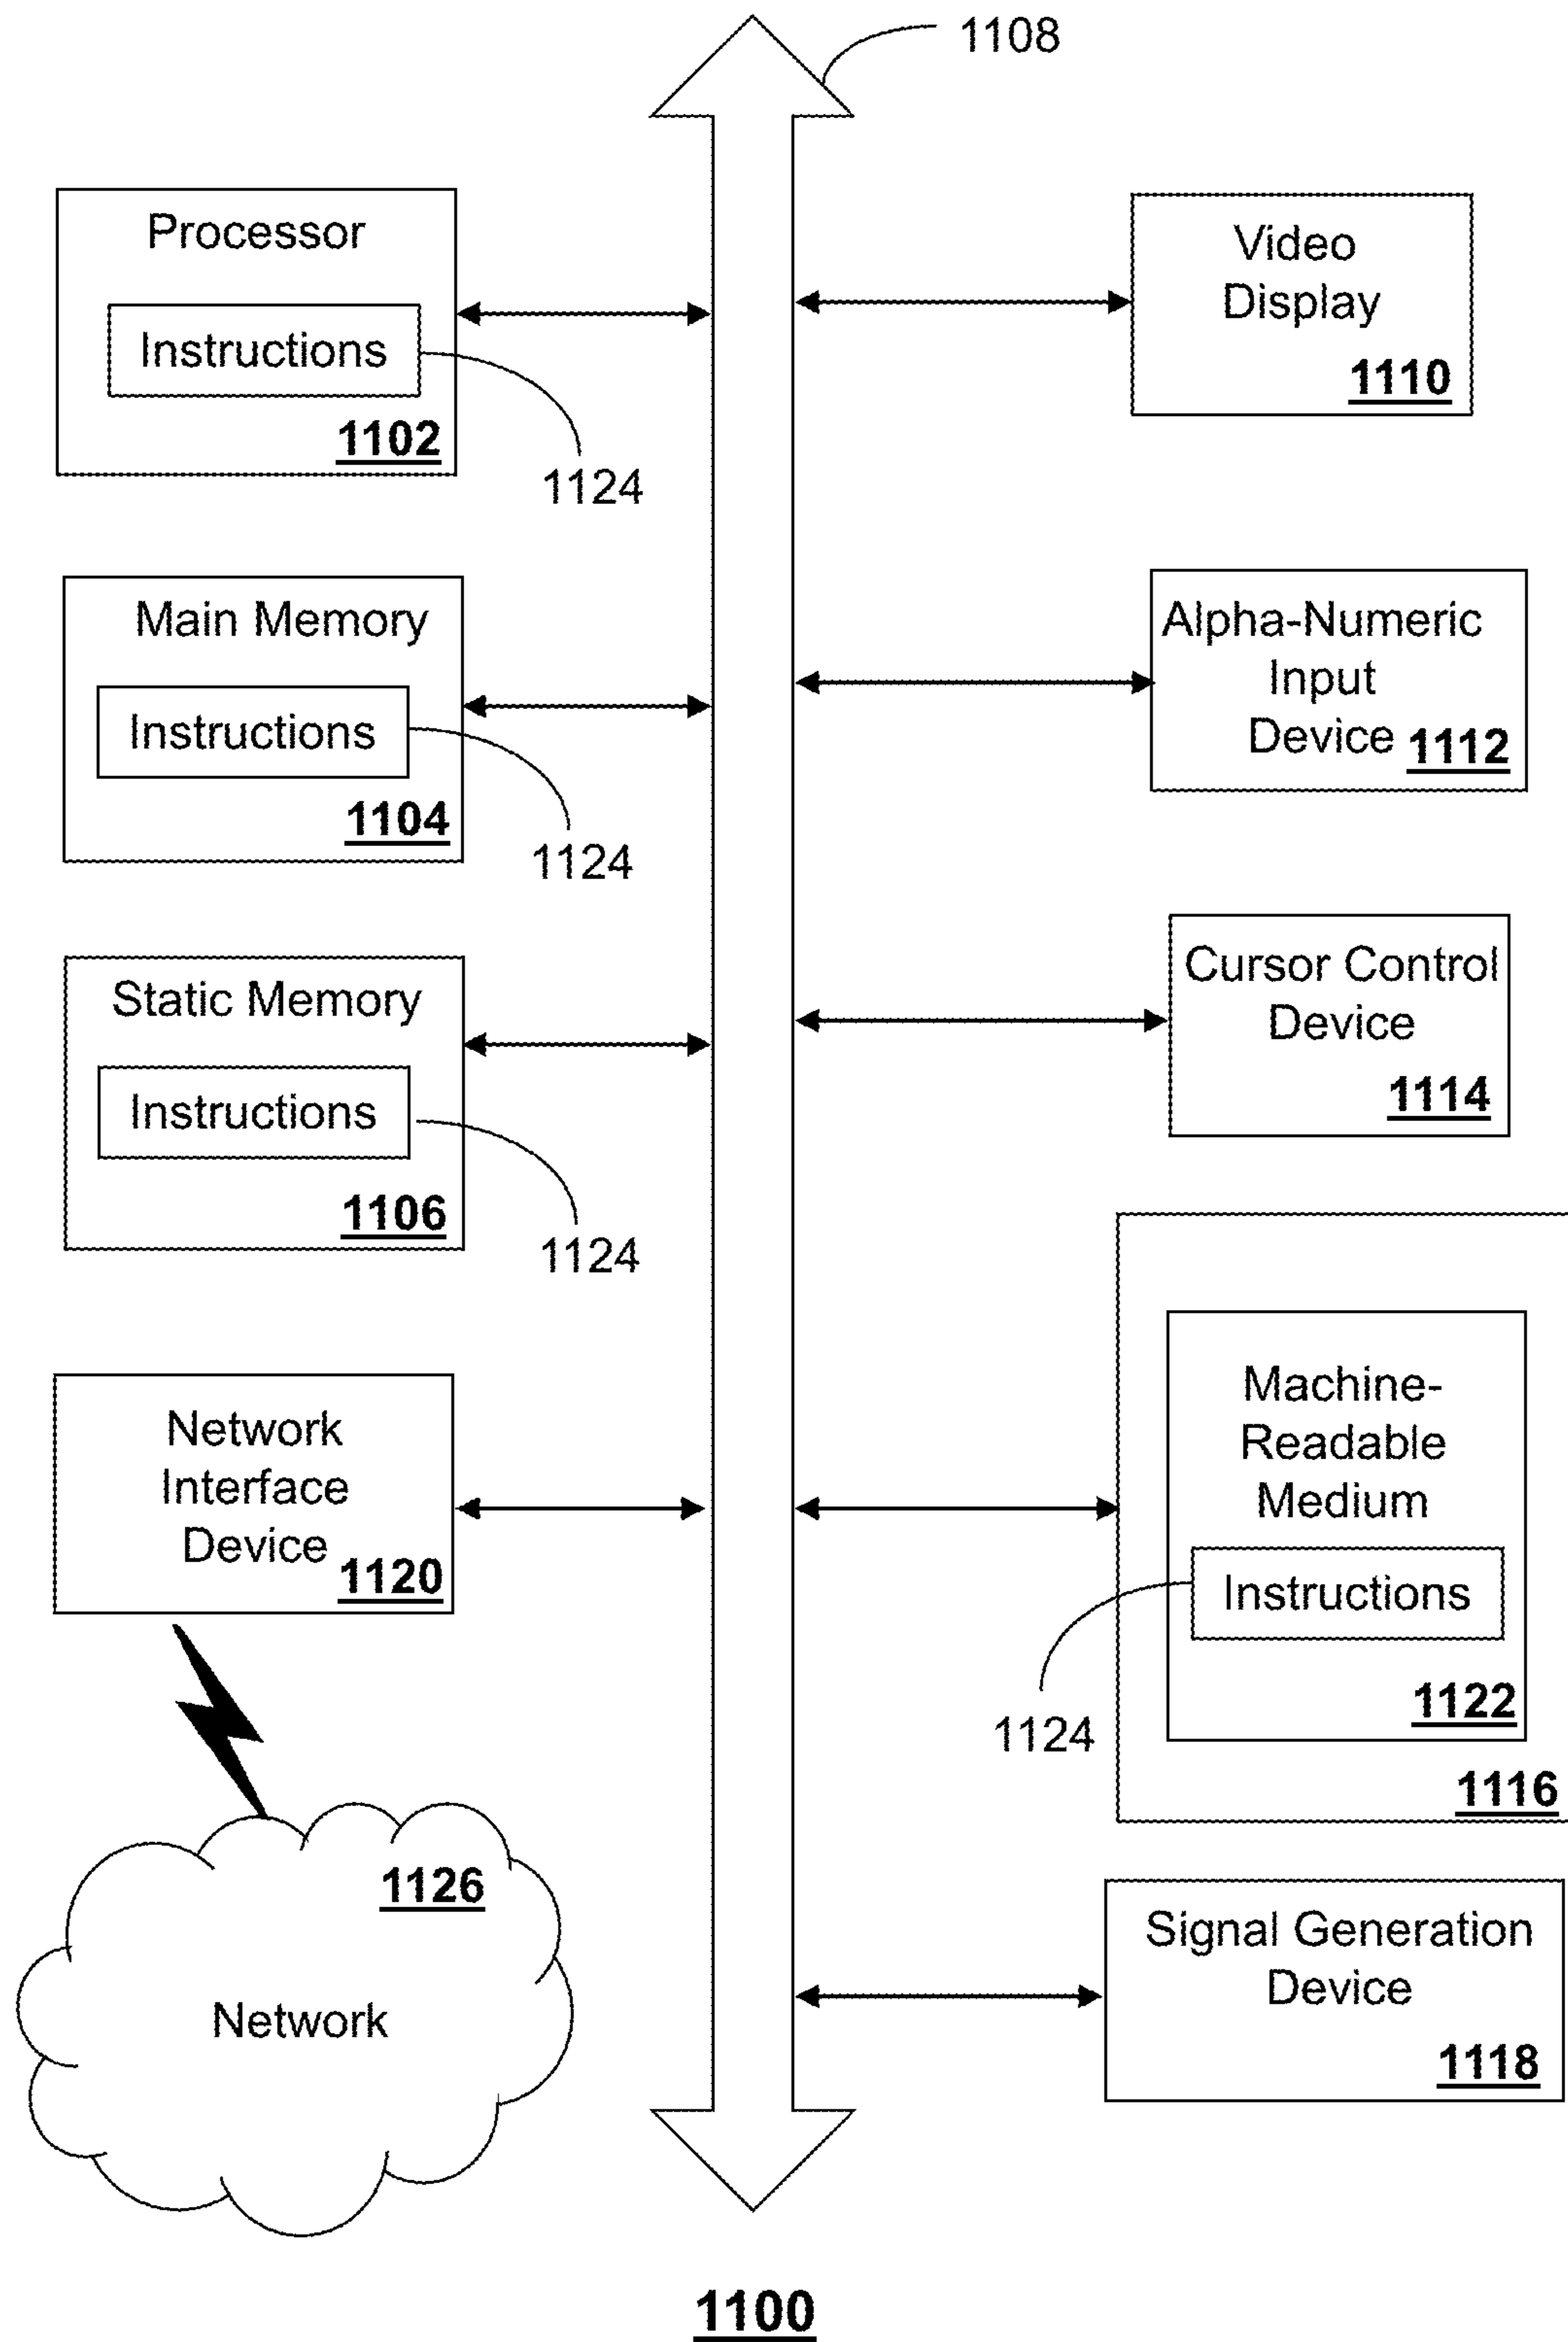 1108
Processor
Instructions
1102
1124
Main Memory
Instructions
1104
1124
Static Memory
Instructions
1106
1124
Network
Interface
Device
1120
1126
Network
Video
Display
1110
Alpha-Numeric
Input
Device 1112
Cursor Control
Device
1114
Machine-
Readable
Medium
Instructions
1122
1124
1116
Signal Generation
Device
1118
1100